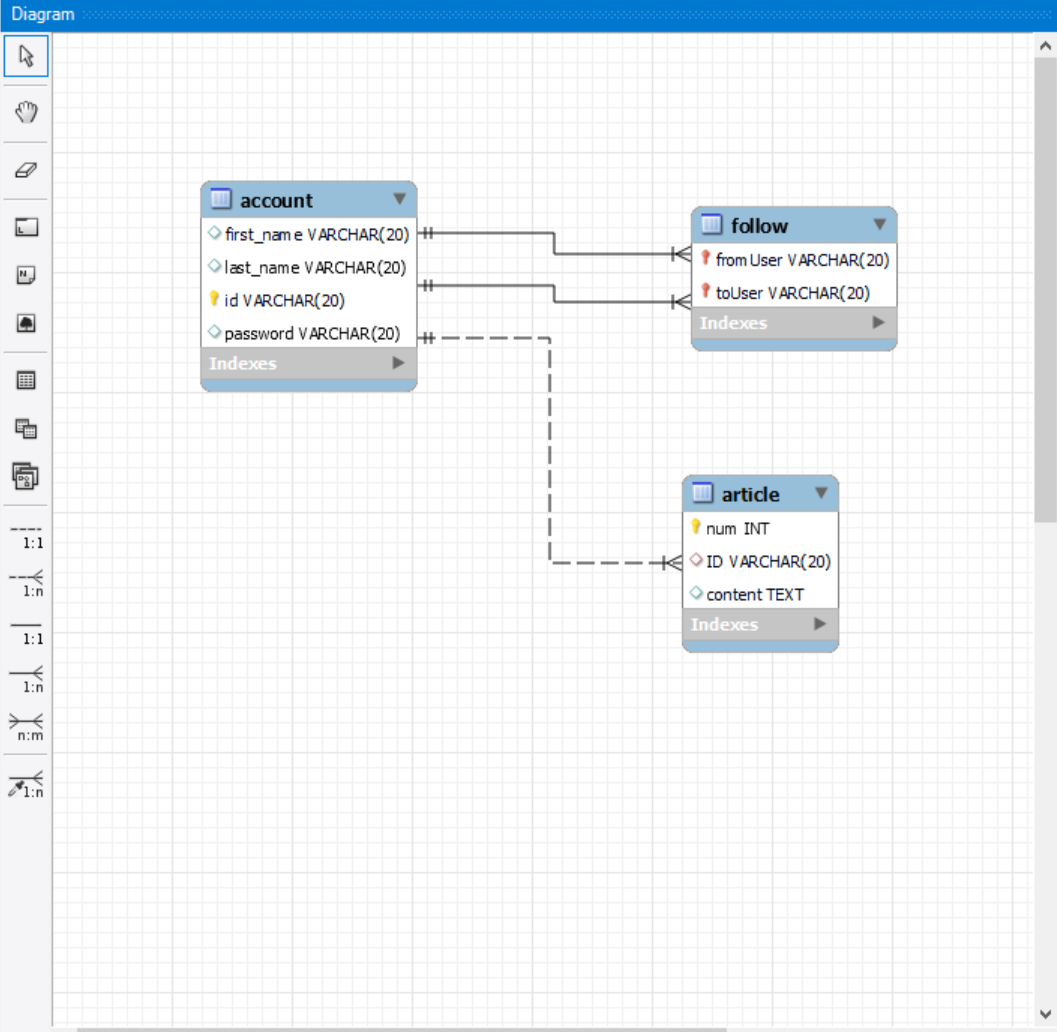 Diagram
account
first_name VARCHAR(20)
last_name VARCHAR(20)
id VARCHAR(20)
password VARCHAR(20)
Indexes
follow
fromUser VARCHAR(20)
toUser VARCHAR(20)
Indexes
article
num INT
ID VARCHAR(20)
content TEXT
Indexes
1:1
1:n
1:1
1:n
n:m
1:n